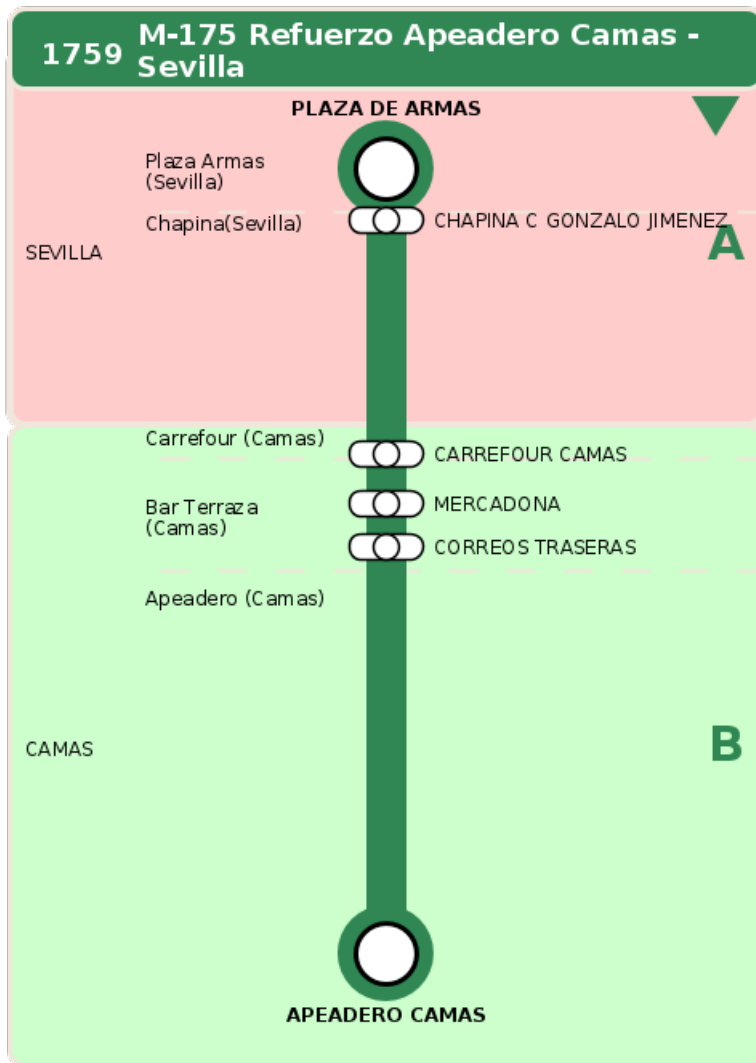 1759
M-175 Refuerzo Apeadero Camas -
Sevilla
PLAZA DE ARMAS
Plaza Armas
(Sevilla)
Chapina(Sevilla)
CHAPINA C GONZALO JIMENEZ
A
SEVILLA
Carrefour (Camas)
CARREFOUR CAMAS
Bar Terraza
(Camas)
MERCADONA
CORREOS TRASERAS
Apeadero (Camas)
CAMAS
B
APEADERO CAMAS